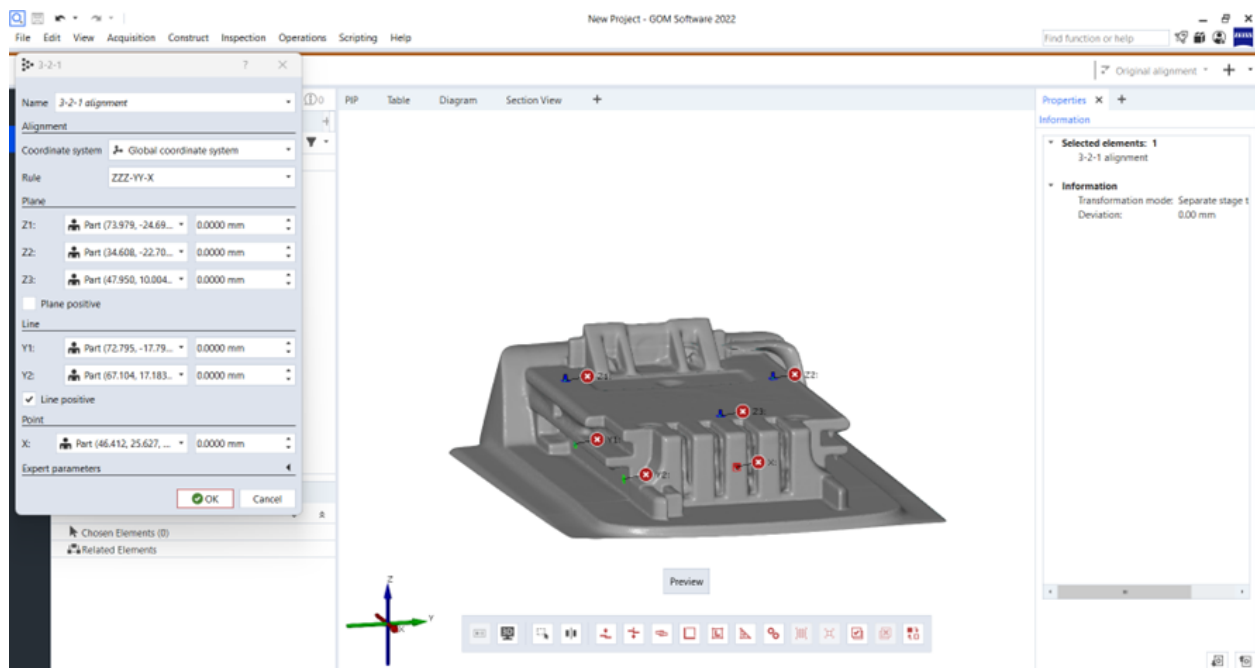 New Project - GOM Software 2022
File Edit View Acquisition Construct Inspection Operations Scripting Help
Find function or help
ZEISS
3-2-1 ? ×
Original alignment
Name 3-2-1 alignment
0
PIP Table Diagram Section View +
Properties × +
Information
Alignment
Coordinate system Global coordinate system
Rule ZZZ-YY-X
Plane
Z1: Part (73.979, -24.69... 0.0000 mm
Z2: Part (34.608, -22.70... 0.0000 mm
Z3: Part (47.950, 10.004... 0.0000 mm
Plane positive
Line
Y1: Part (72.795, -17.79... 0.0000 mm
Y2: Part (67.104, 17.183... 0.0000 mm
Line positive
Point
X: Part (46.412, 25.627, ... 0.0000 mm
Expert parameters
OK Cancel
Chosen Elements (0)
Related Elements
Selected elements: 1
3-2-1 alignment
Information
Transformation mode: Separate stage t
Deviation: 0.00 mm
Z1:
Z2:
Z3:
Y1:
Y2:
X:
Preview
Z
Y
X
3D